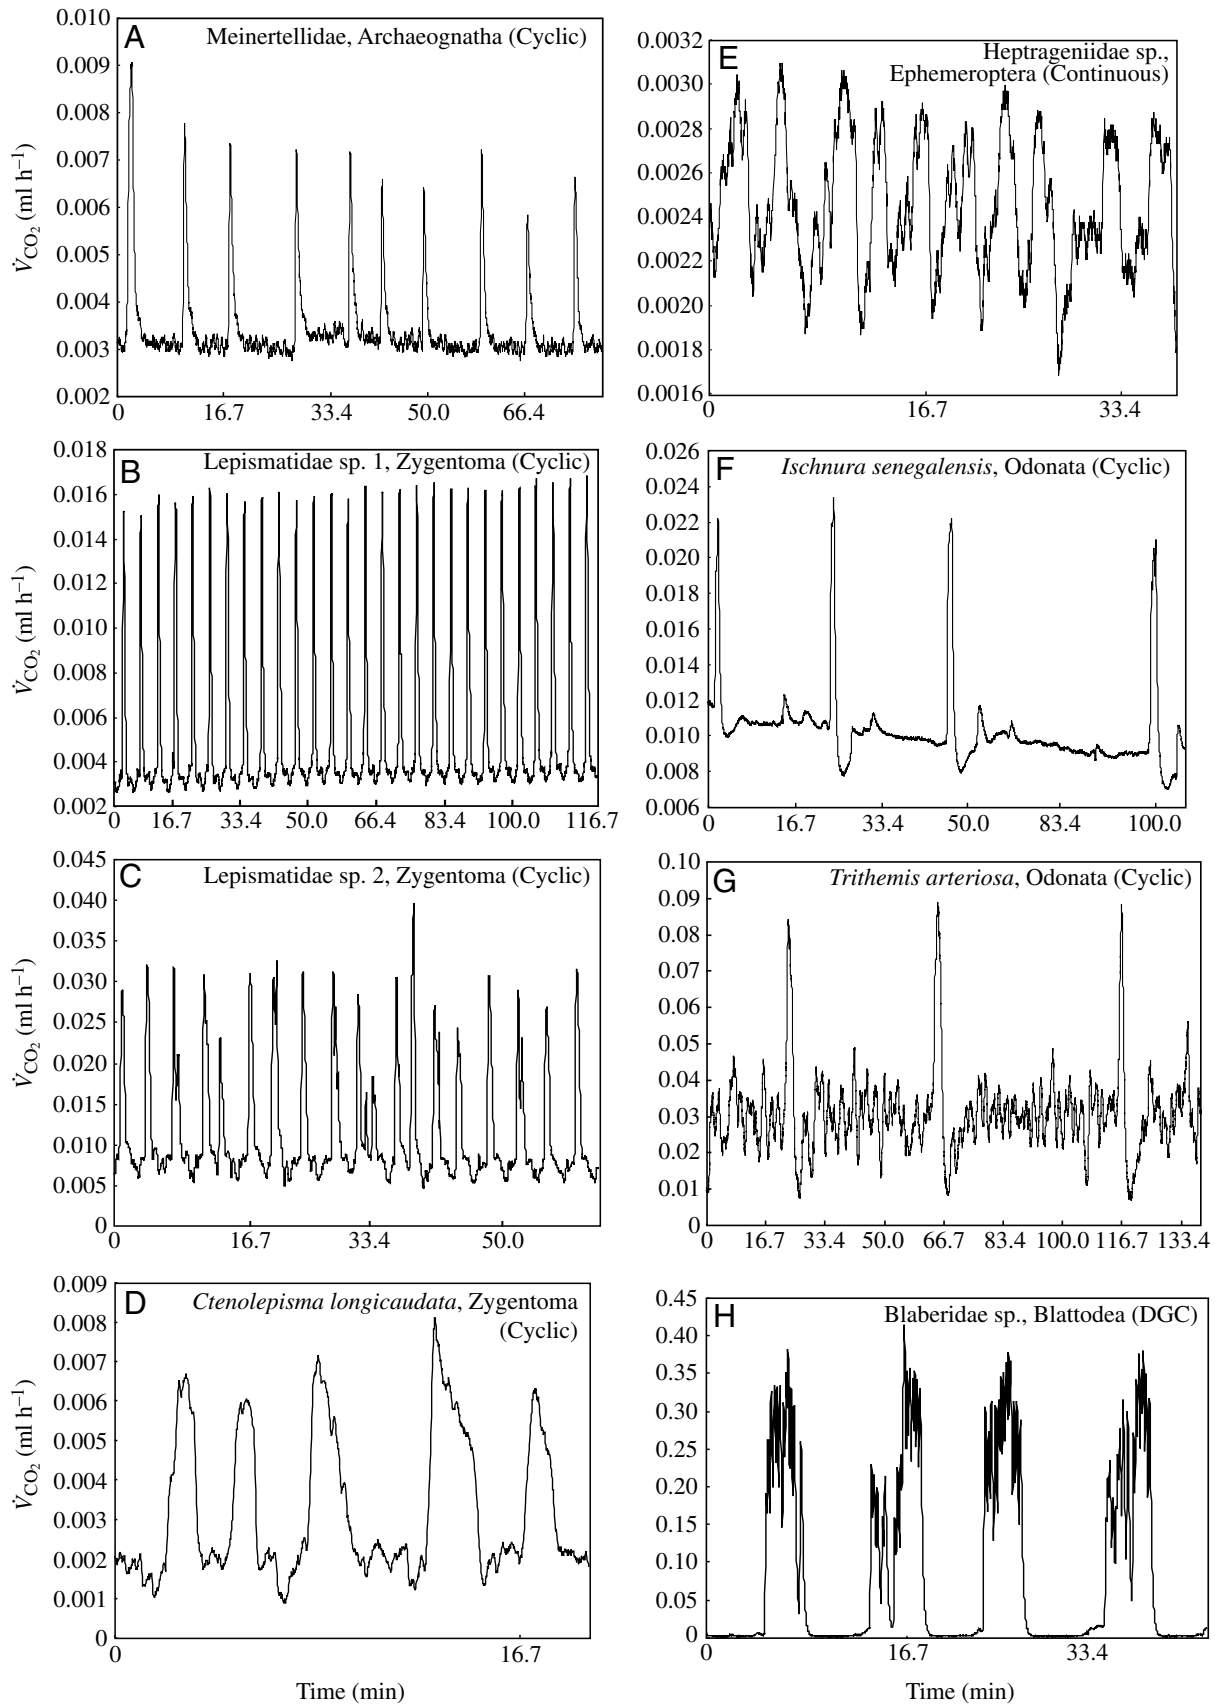 A
Meinertellidae, Archaeognatha (Cyclic)
0.010
0.009
0.008
0.007
0.006
0.005
0.004
0.003
0.002
V̇CO₂ (ml h⁻¹)
0 16.7 33.4 50.0 66.4
B
Lepismatidae sp. 1, Zygentoma (Cyclic)
0.018
0.016
0.014
0.012
0.010
0.008
0.006
0.004
0.002
V̇CO₂ (ml h⁻¹)
0 16.7 33.4 50.0 66.4 83.4 100.0 116.7
C
Lepismatidae sp. 2, Zygentoma (Cyclic)
0.045
0.040
0.035
0.030
0.025
0.020
0.015
0.010
0.005
0
V̇CO₂ (ml h⁻¹)
0 16.7 33.4 50.0
D
Ctenolepisma longicaudata, Zygentoma
(Cyclic)
0.009
0.008
0.007
0.006
0.005
0.004
0.003
0.002
0.001
0
V̇CO₂ (ml h⁻¹)
0 16.7
Time (min)
E
Heptrageniidae sp.,
Ephemeroptera (Continuous)
0.0032
0.0030
0.0028
0.0026
0.0024
0.0022
0.0020
0.0018
0.0016
0 16.7 33.4
F
Ischnura senegalensis, Odonata (Cyclic)
0.026
0.024
0.022
0.020
0.018
0.016
0.014
0.012
0.010
0.008
0.006
0 16.7 33.4 50.0 83.4 100.0
G
Trithemis arteriosa, Odonata (Cyclic)
0.10
0.09
0.08
0.07
0.06
0.05
0.04
0.03
0.02
0.01
0
0 16.7 33.4 50.0 66.7 83.4 100.0 116.7 133.4
H
Blaberidae sp., Blattodea (DGC)
0.45
0.40
0.35
0.30
0.25
0.20
0.15
0.10
0.05
0
0 16.7 33.4
Time (min)